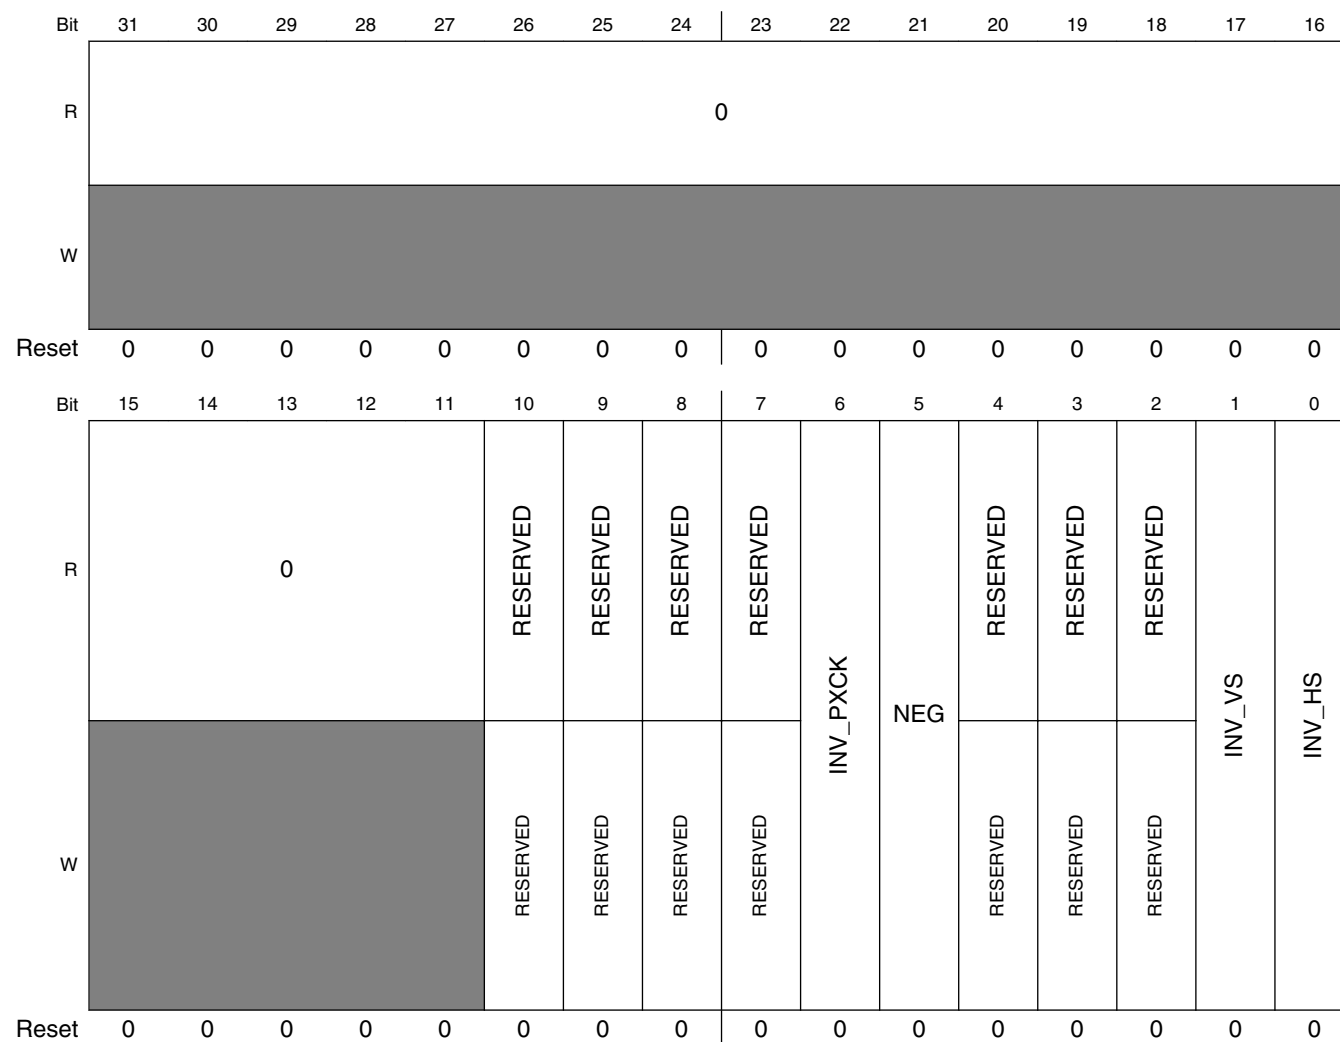 Bit 31 30 29 28 27 26 25 24 23 22 21 20 19 18 17 16
R 0
W
Reset 0 0 0 0 0 0 0 0 0 0 0 0 0 0 0 0
Bit 15 14 13 12 11 10 9 8 7 6 5 4 3 2 1 0
R 0 RESERVED RESERVED RESERVED RESERVED INV_PXCK NEG RESERVED RESERVED RESERVED INV_VS INV_HS
W RESERVED RESERVED RESERVED RESERVED RESERVED RESERVED RESERVED
Reset 0 0 0 0 0 0 0 0 0 0 0 0 0 0 0 0